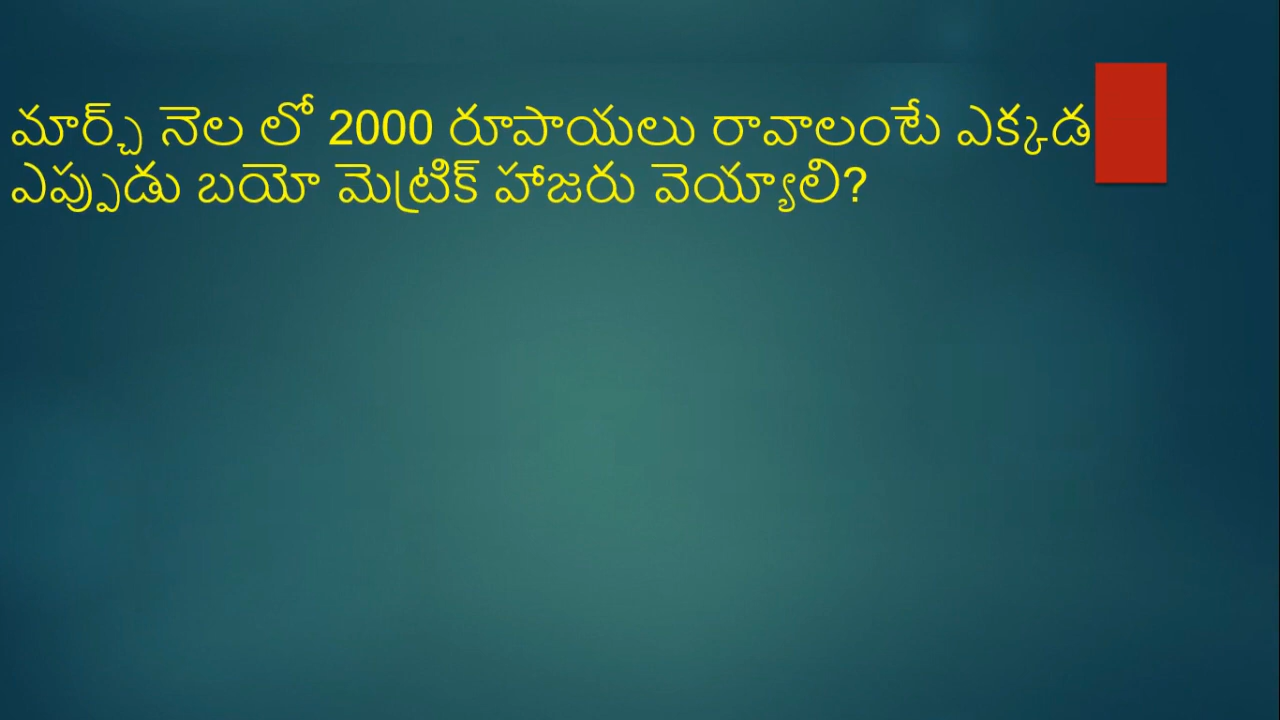 మార్చ్ నెల లో 2000 రూపాయలు రావాలంటే ఎక్కడ
ఎప్పుడు బయో మెట్రిక్ హాజరు వెయ్యాలి?